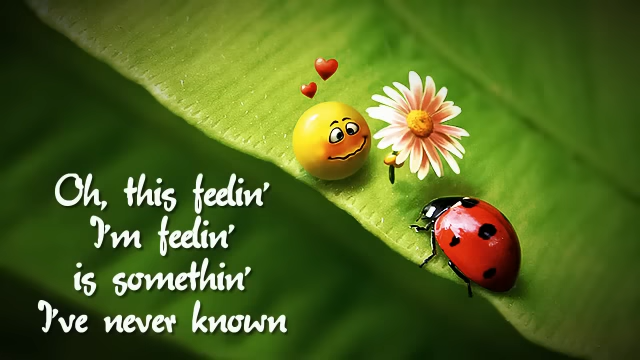 Oh, this feelin'
I'm feelin'
is somethin'
I've never known